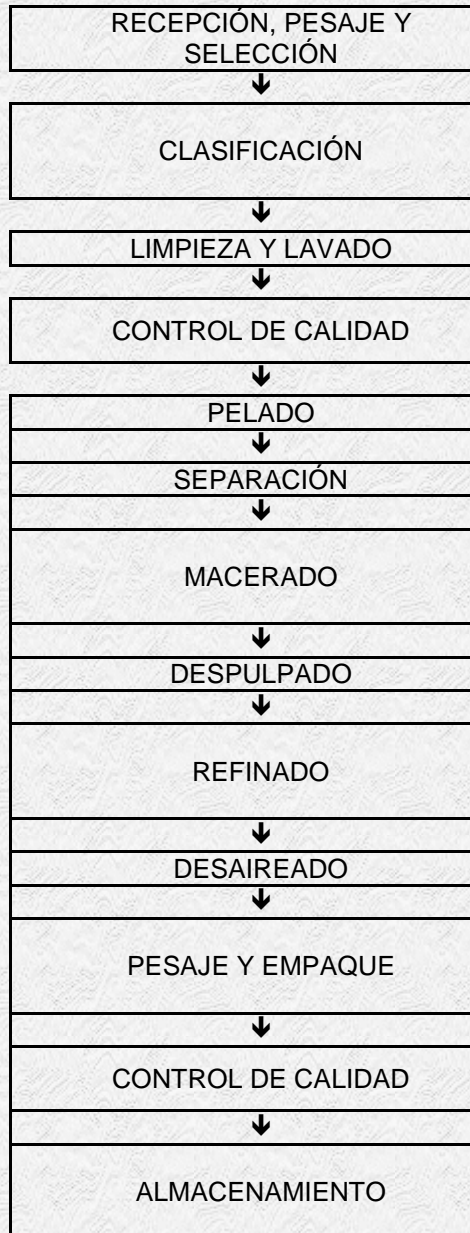 RECEPCIÓN, PESAJE Y
SELECCIÓN
CLASIFICACIÓN
LIMPIEZA Y LAVADO
CONTROL DE CALIDAD
PELADO
SEPARACIÓN
MACERADO
DESPULPADO
REFINADO
DESAIREADO
PESAJE Y EMPAQUE
CONTROL DE CALIDAD
ALMACENAMIENTO